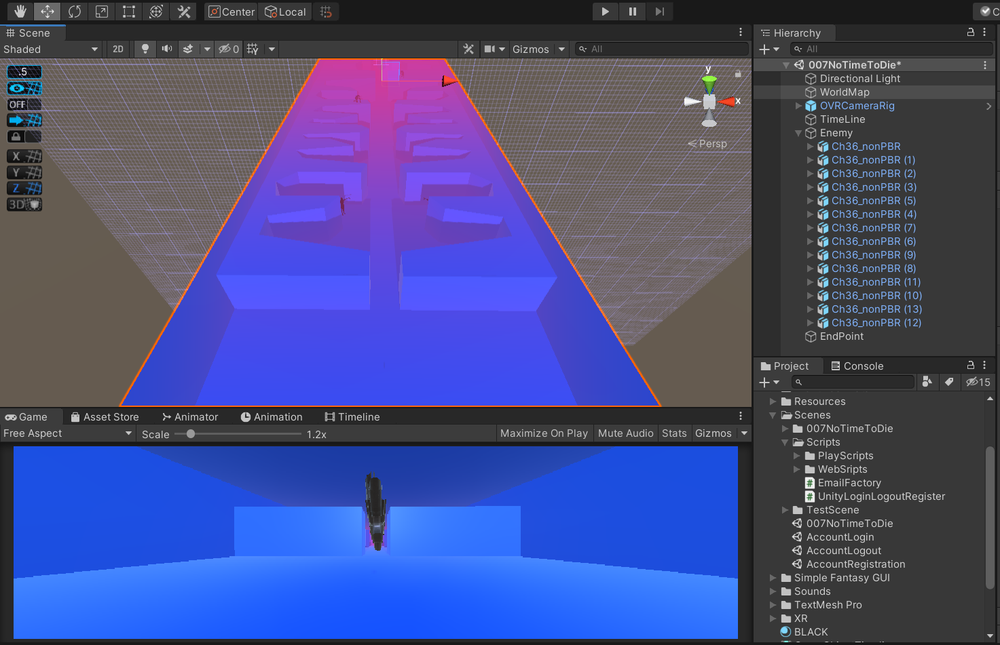 Center
Local
C
Scene
Shaded
2D
0
Gizmos
All
.5
OFF
X
Y
Z
3D
y
x
Persp
Hierarchy
All
007NoTimeToDie*
Directional Light
WorldMap
OVRCameraRig
TimeLine
Enemy
Ch36_nonPBR
Ch36_nonPBR (1)
Ch36_nonPBR (2)
Ch36_nonPBR (3)
Ch36_nonPBR (5)
Ch36_nonPBR (4)
Ch36_nonPBR (7)
Ch36_nonPBR (6)
Ch36_nonPBR (9)
Ch36_nonPBR (8)
Ch36_nonPBR (11)
Ch36_nonPBR (10)
Ch36_nonPBR (13)
Ch36_nonPBR (12)
EndPoint
Game
Asset Store
Animator
Animation
Timeline
Free Aspect
Scale
1.2x
Maximize On Play
Mute Audio
Stats
Gizmos
Project
Console
15
Resources
Scenes
007NoTimeToDie
Scripts
PlayScripts
WebSripts
EmailFactory
UnityLoginLogoutRegister
TestScene
007NoTimeToDie
AccountLogin
AccountLogout
AccountRegistration
Simple Fantasy GUI
Sounds
TextMesh Pro
XR
BLACK